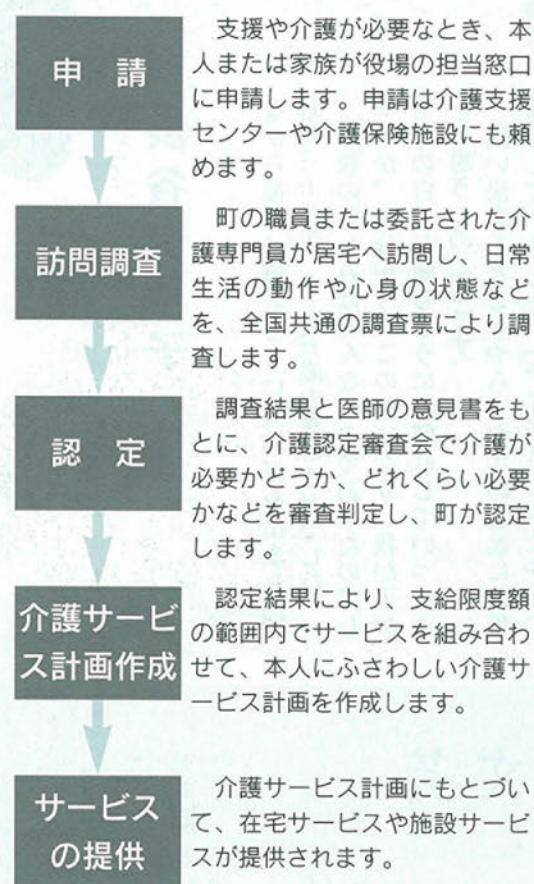 申　請
支援や介護が必要なとき、本
人または家族が役場の担当窓口
に申請します。申請は介護支援
センターや介護保険施設にも頼
めます。
訪問調査
町の職員または委託された介
護専門員が居宅へ訪問し、日常
生活の動作や心身の状態など
を、全国共通の調査票により調
査します。
認　定
調査結果と医師の意見書をも
とに、介護認定審査会で介護が
必要かどうか、どれくらい必要
かなどを審査判定し、町が認定
します。
介護サービ
ス計画作成
認定結果により、支給限度額
の範囲内でサービスを組み合わ
せて、本人にふさわしい介護サ
ービス計画を作成します。
サービス
の提供
介護サービス計画にもとづい
て、在宅サービスや施設サービ
スが提供されます。